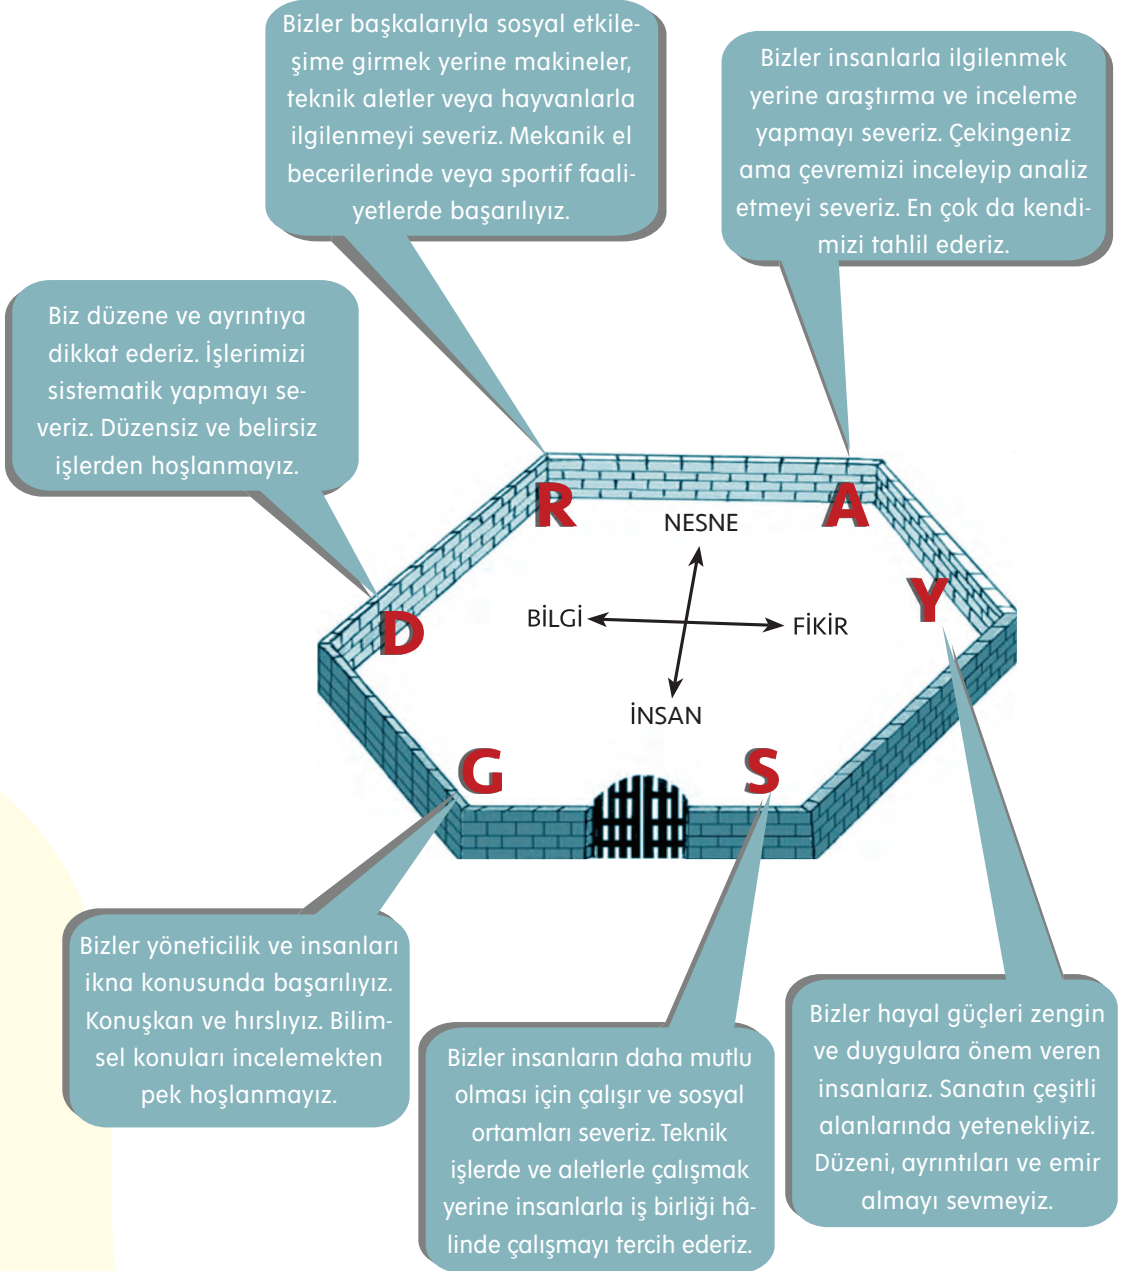 Bizler başkalarıyla sosyal etkile-
şime girmek yerine makineler,
teknik aletler veya hayvanlarla
ilgilenmeyi severiz. Mekanik el
becerilerinde veya sportif faali-
yetlerde başarılıyız.
Bizler insanlarla ilgilenmek
yerine araştırma ve inceleme
yapmayı severiz. Çekingeniz
ama çevremizi inceleyip analiz
etmeyi severiz. En çok da kendi-
mizi tahlil ederiz.
Biz düzene ve ayrıntıya
dikkat ederiz. İşlerimizi
sistematik yapmayı se-
veriz. Düzensiz ve belirsiz
işlerden hoşlanmayız.
R
A
NESNE
Y
BİLGİ
FİKİR
D
İNSAN
G
S
Bizler yöneticilik ve insanları
ikna konusunda başarılıyız.
Konuşkan ve hırslıyız. Bilim-
sel konuları incelemekten
pek hoşlanmayız.
Bizler insanların daha mutlu
olması için çalışır ve sosyal
ortamları severiz. Teknik
işlerde ve aletlerle çalışmak
yerine insanlarla iş birliği hâ-
linde çalışmayı tercih ederiz.
Bizler hayal güçleri zengin
ve duygulara önem veren
insanlarız. Sanatın çeşitli
alanlarında yetenekliyiz.
Düzeni, ayrıntıları ve emir
almayı sevmeyiz.